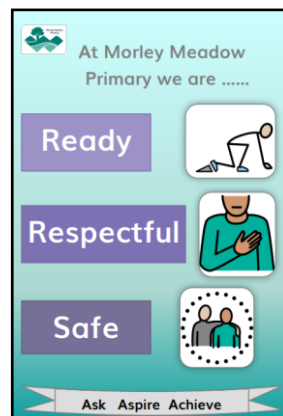 At Morley Meadow
Primary we are ......
Ready
Respectful
Safe
Ask Aspire Achieve